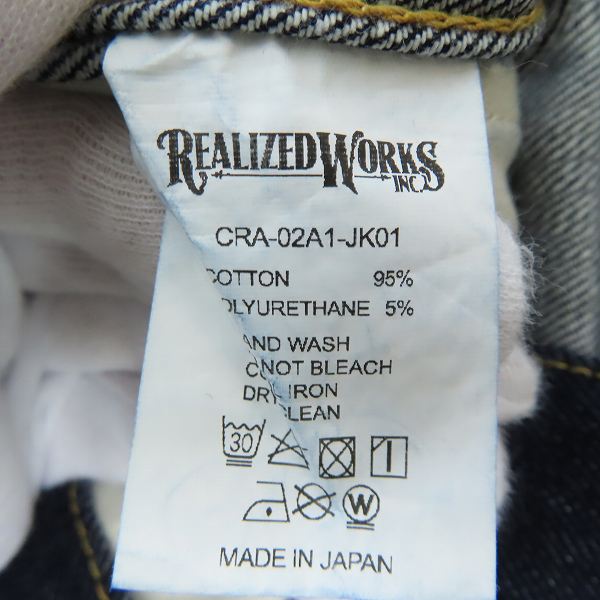 REALIZED WORKS INC.
CRA-02A1-JK01
COTTON 95%
OLYURETHANE 5%
AND WASH
NOT BLEACH
DRY IRON
CLEAN
30
W
MADE IN JAPAN